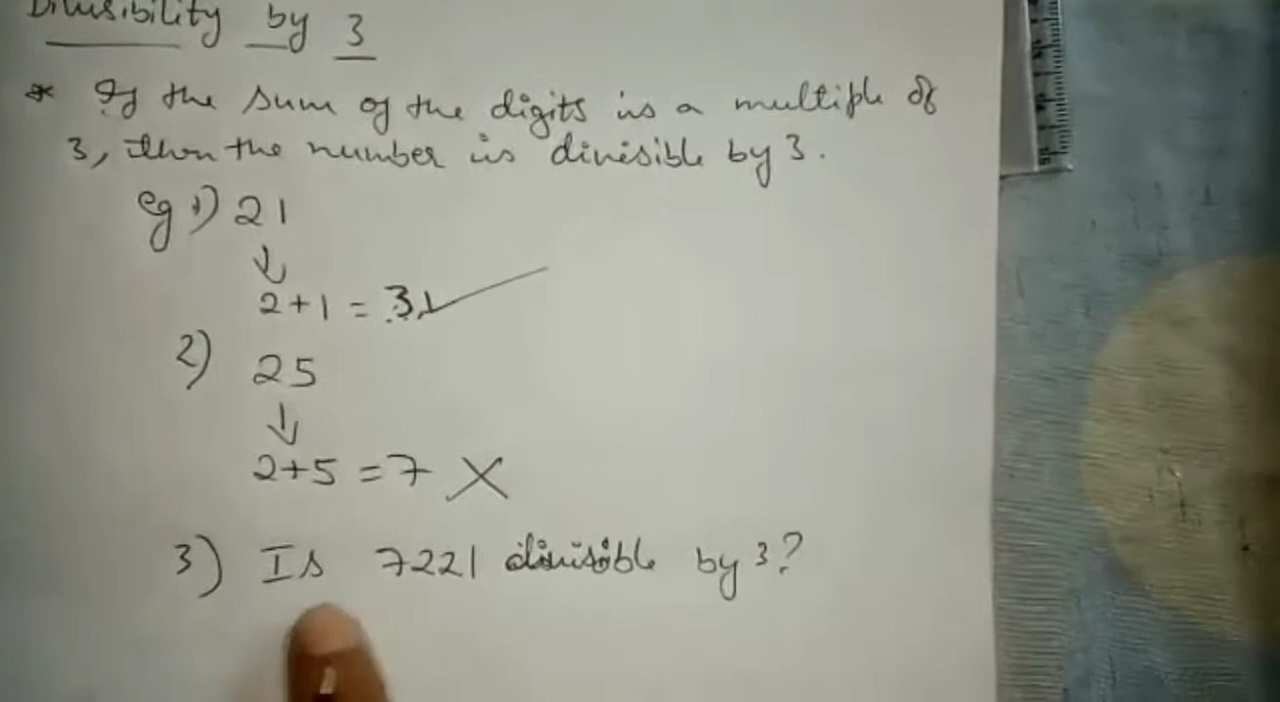 Divisibility by 3
* If the sum of the digits is a multiple of
3, then the number is divisible by 3.
eg 1) 21
↓
2+1 = 3 ✓
2) 25
↓
2+5 = 7 X
3) Is 7221 divisible by 3?